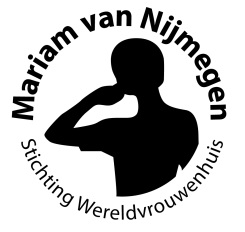 Mariam van Nijmegen
Stichting Wereldvrouwenhuis